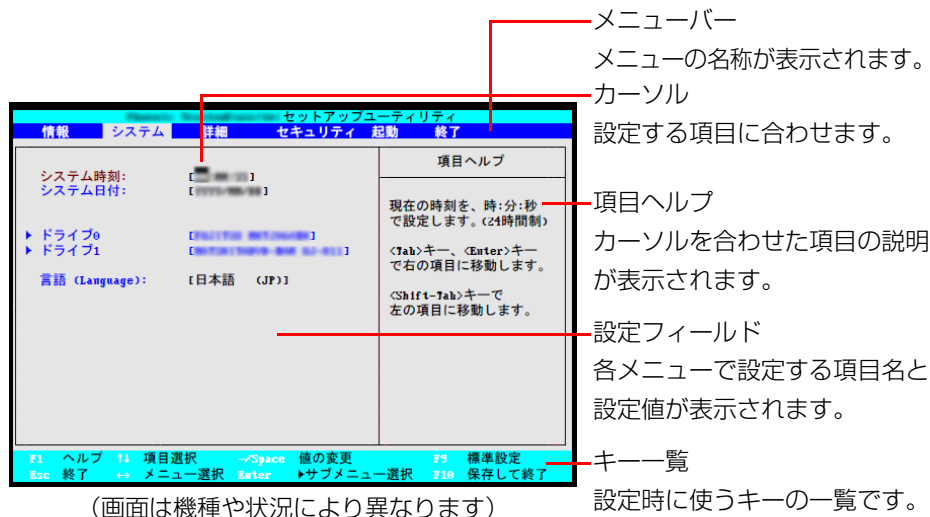 メニューバー
メニューの名称が表示されます。
カーソル
設定する項目に合わせます。
項目ヘルプ
カーソルを合わせた項目の説明
が表示されます。
設定フィールド
各メニューで設定する項目名と
設定値が表示されます。
キー一覧
設定時に使うキーの一覧です。
セットアップユーティリティ
情報 システム 詳細 セキュリティ 起動 終了
システム時刻:
システム日付:
ドライブ0
ドライブ1
言語 (Language): [日本語 (JP)]
項目ヘルプ
現在の時刻を、時:分:秒
で設定します。(24時間制)
<Tab>キー、<Enter>キー
で右の項目に移動します。
<Shift-Tab>キーで
左の項目に移動します。
F1 ヘルプ ↑↓ 項目選択 -/Space 値の変更 F9 標準設定
Esc 終了 ↔ メニュー選択 Enter ▶サブメニュー選択 F10 保存して終了
(画面は機種や状況により異なります)